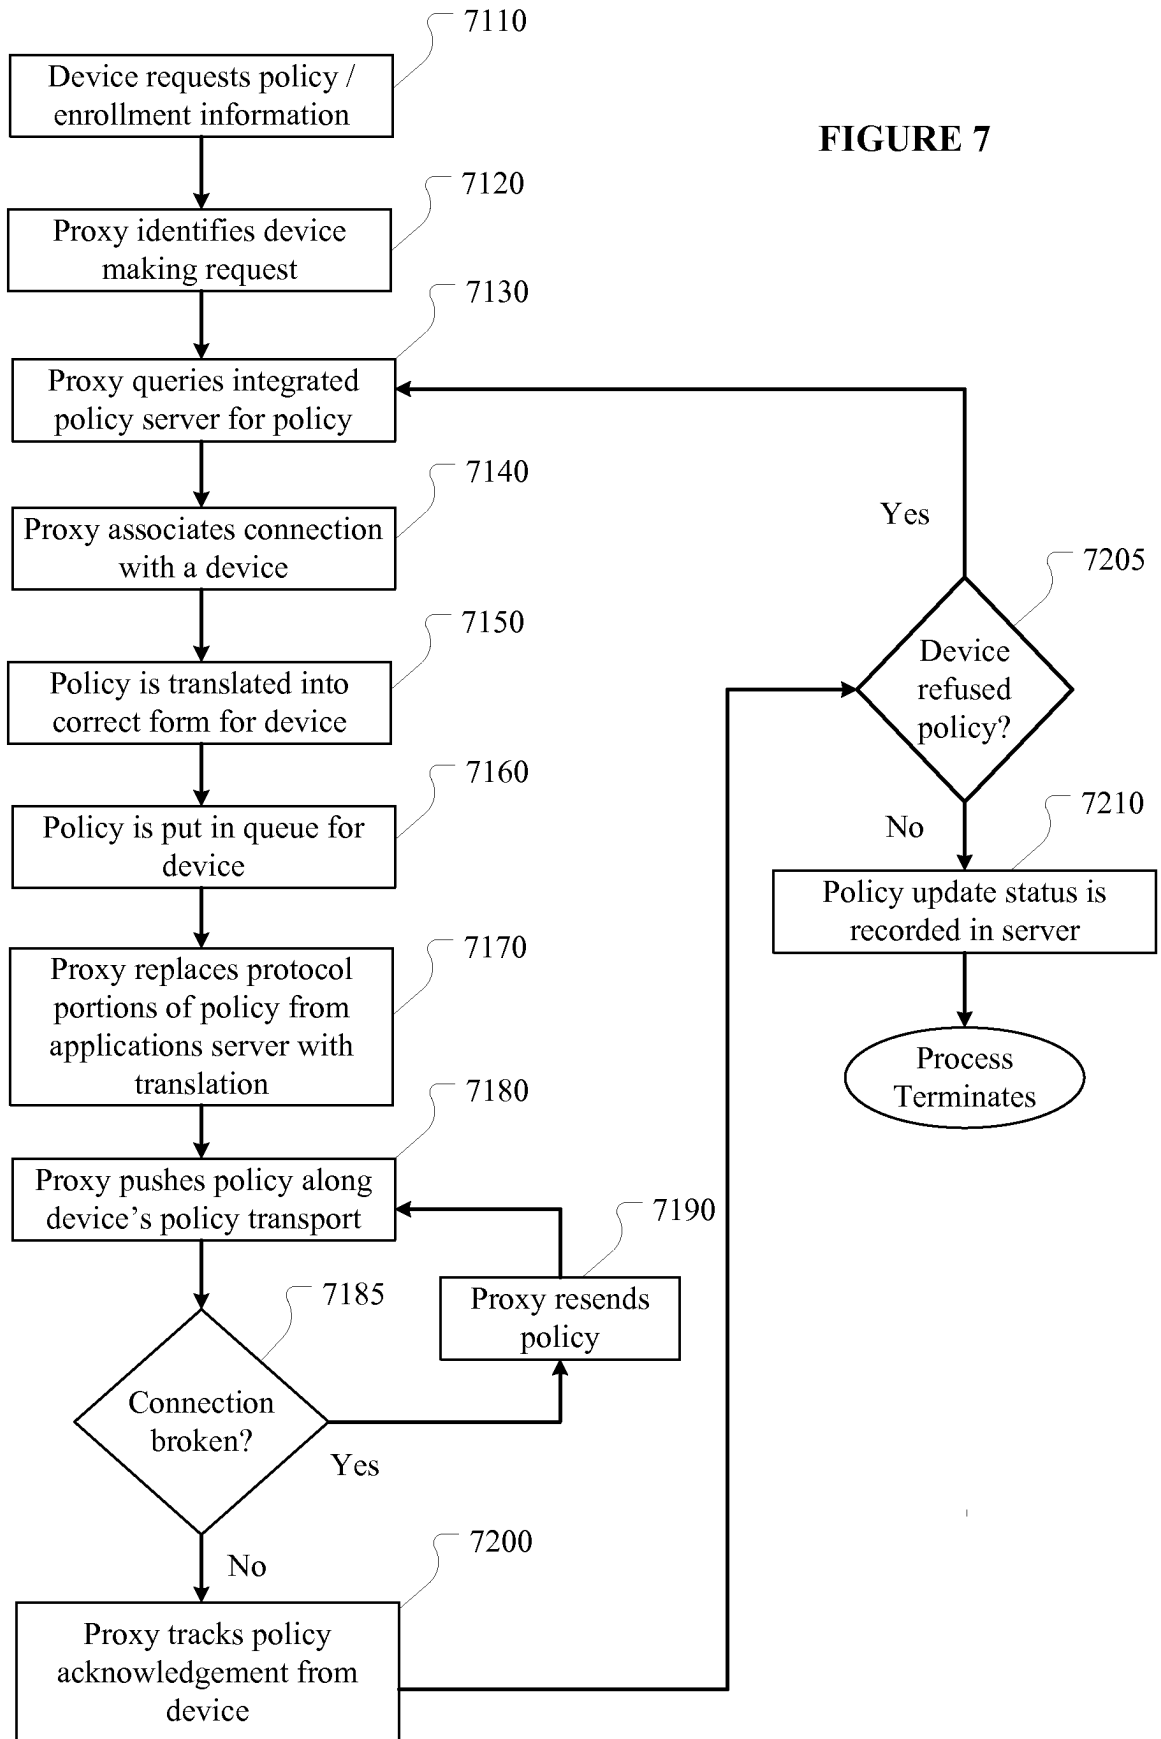 7110
Device requests policy /
enrollment information
FIGURE 7
7120
Proxy identifies device
making request
7130
Proxy queries integrated
policy server for policy
7140
Proxy associates connection
with a device
7150
Policy is translated into
correct form for device
7160
Policy is put in queue for
device
7170
Proxy replaces protocol
portions of policy from
applications server with
translation
7180
Proxy pushes policy along
device's policy transport
7185
Connection
broken?
Yes
7190
Proxy resends
policy
No
7200
Proxy tracks policy
acknowledgement from
device
7205
Device
refused
policy?
Yes
No
7210
Policy update status is
recorded in server
Process
Terminates